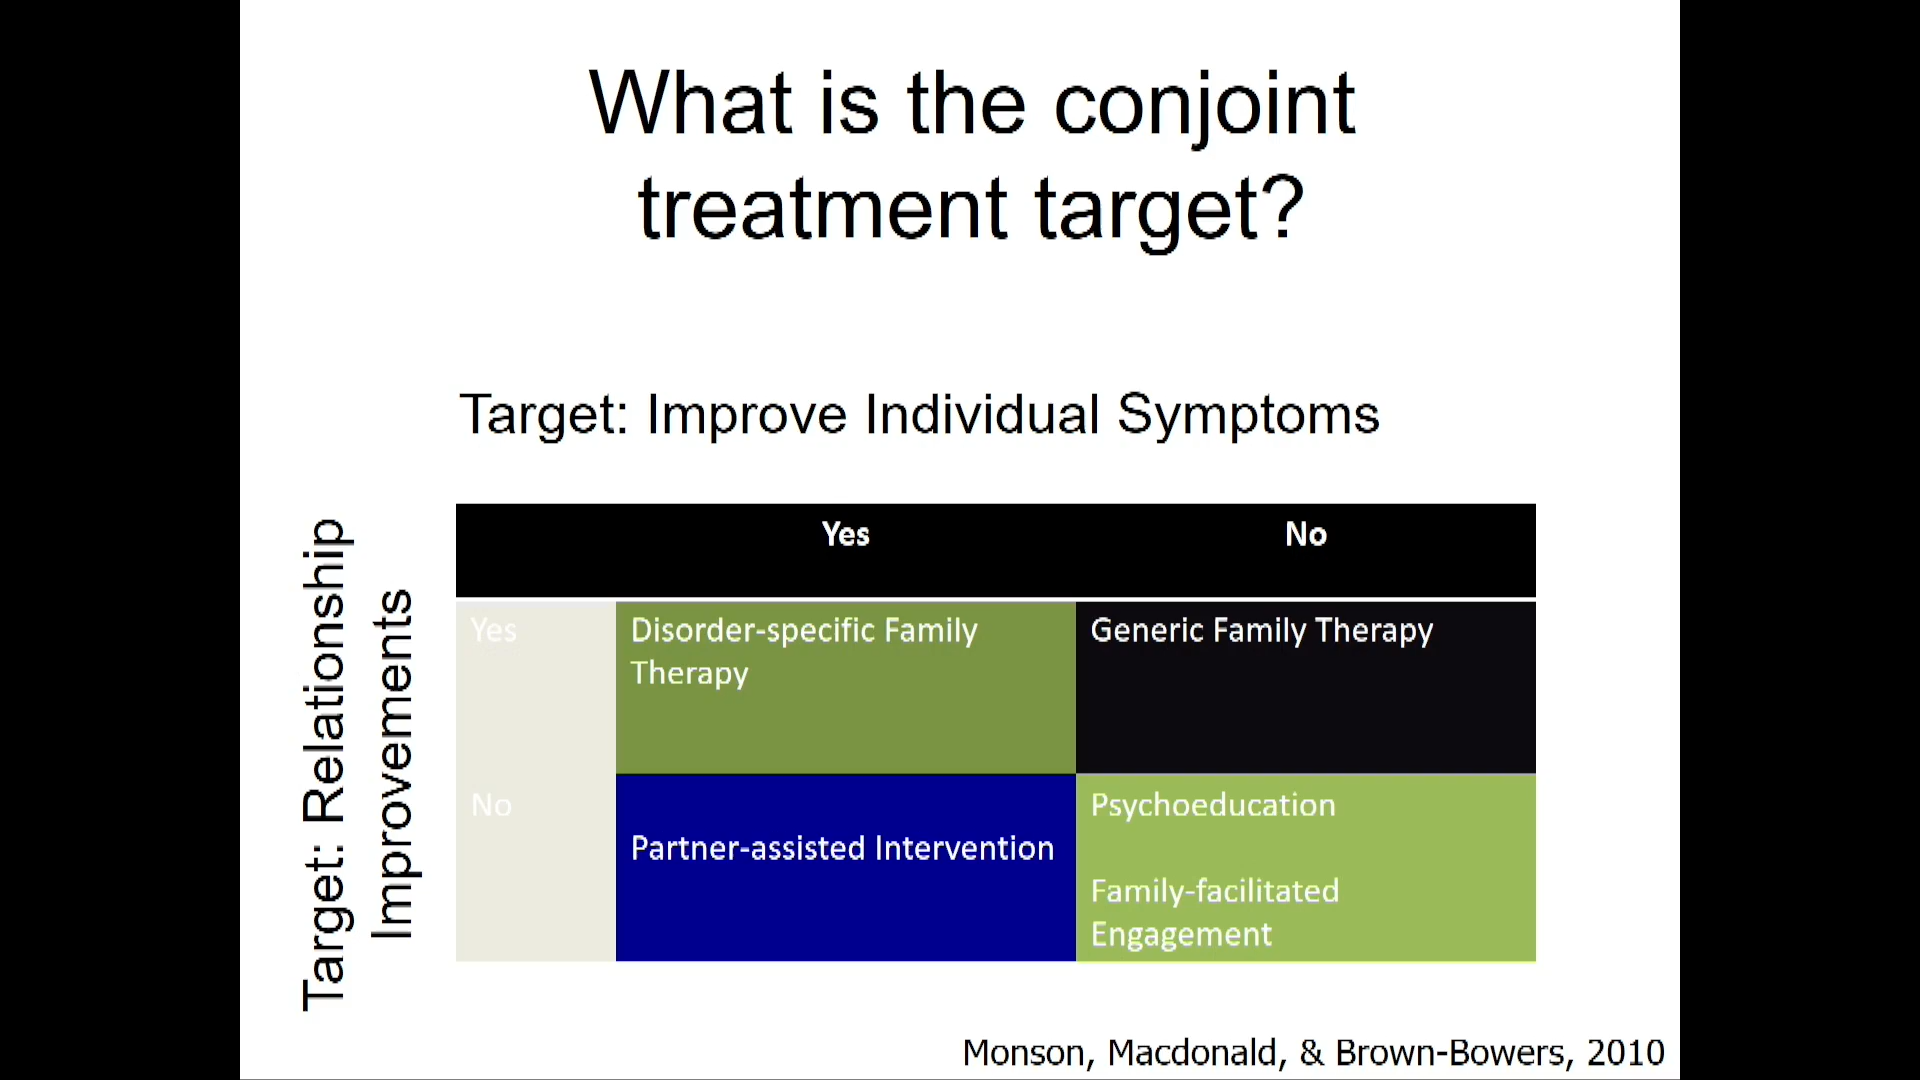 What is the conjoint
treatment target?
Target: Improve Individual Symptoms
Target: Relationship
Improvements
Yes
No
Yes
Disorder-specific Family
Therapy
Generic Family Therapy
No
Partner-assisted Intervention
Psychoeducation
Family-facilitated
Engagement
Monson, Macdonald, & Brown-Bowers, 2010